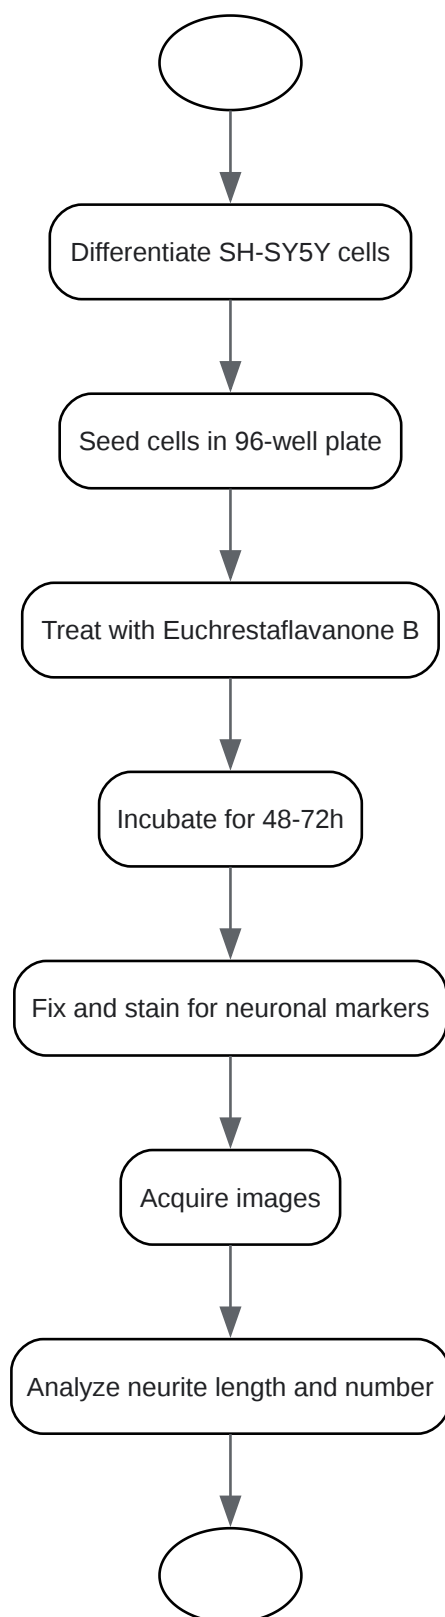 Differentiate SH-SY5Y cells
Seed cells in 96-well plate
Treat with Euchrestaflavanone B
Incubate for 48-72h
Fix and stain for neuronal markers
Acquire images
Analyze neurite length and number